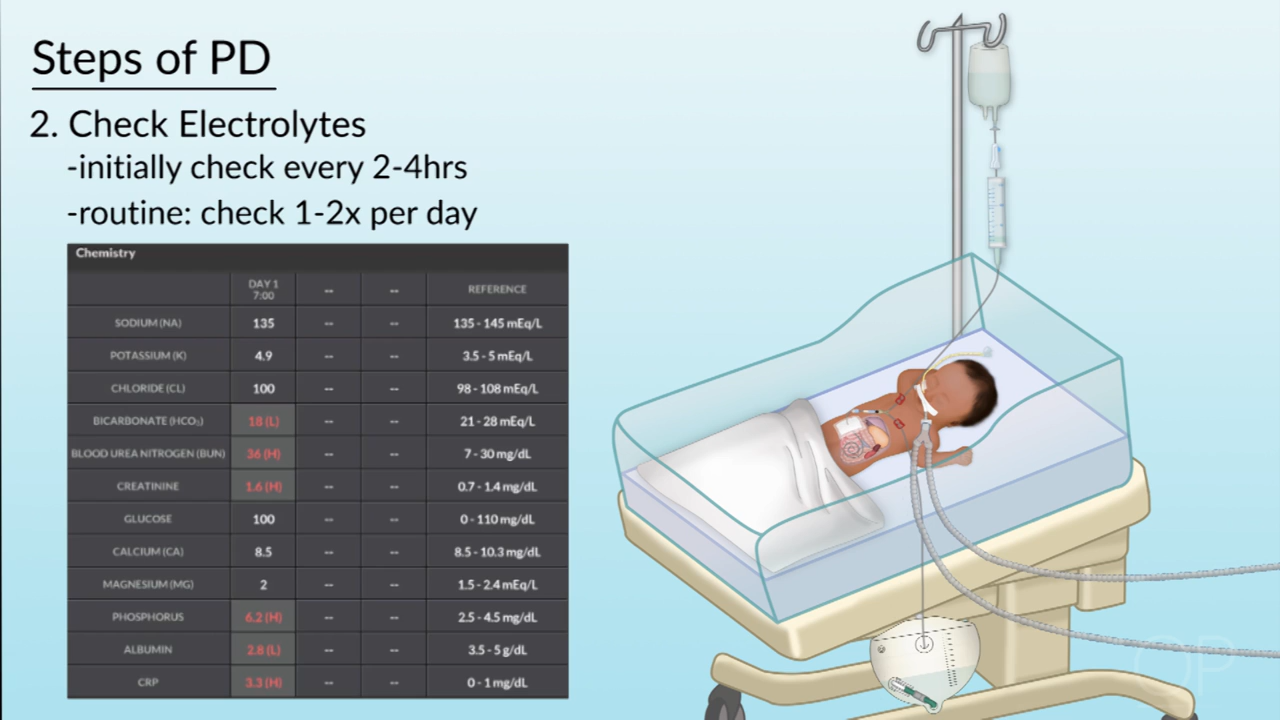 Steps of PD
2. Check Electrolytes
-initially check every 2-4hrs
-routine: check 1-2x per day
Chemistry
DAY 1 7:00 -- -- REFERENCE
SODIUM (NA) 135 -- -- 135 - 145 mEq/L
POTASSIUM (K) 4.9 -- -- 3.5 - 5 mEq/L
CHLORIDE (CL) 100 -- -- 98 - 108 mEq/L
BICARBONATE (HCO₃) 18 (L) -- -- 21 - 28 mEq/L
BLOOD UREA NITROGEN (BUN) 36 (H) -- -- 7 - 30 mg/dL
CREATININE 1.6 (H) -- -- 0.7 - 1.4 mg/dL
GLUCOSE 100 -- -- 0 - 110 mg/dL
CALCIUM (CA) 8.5 -- -- 8.5 - 10.3 mg/dL
MAGNESIUM (MG) 2 -- -- 1.5 - 2.4 mEq/L
PHOSPHORUS 6.2 (H) -- -- 2.5 - 4.5 mg/dL
ALBUMIN 2.8 (L) -- -- 3.5 - 5 g/dL
CRP 3.3 (H) -- -- 0 - 1 mg/dL
OP